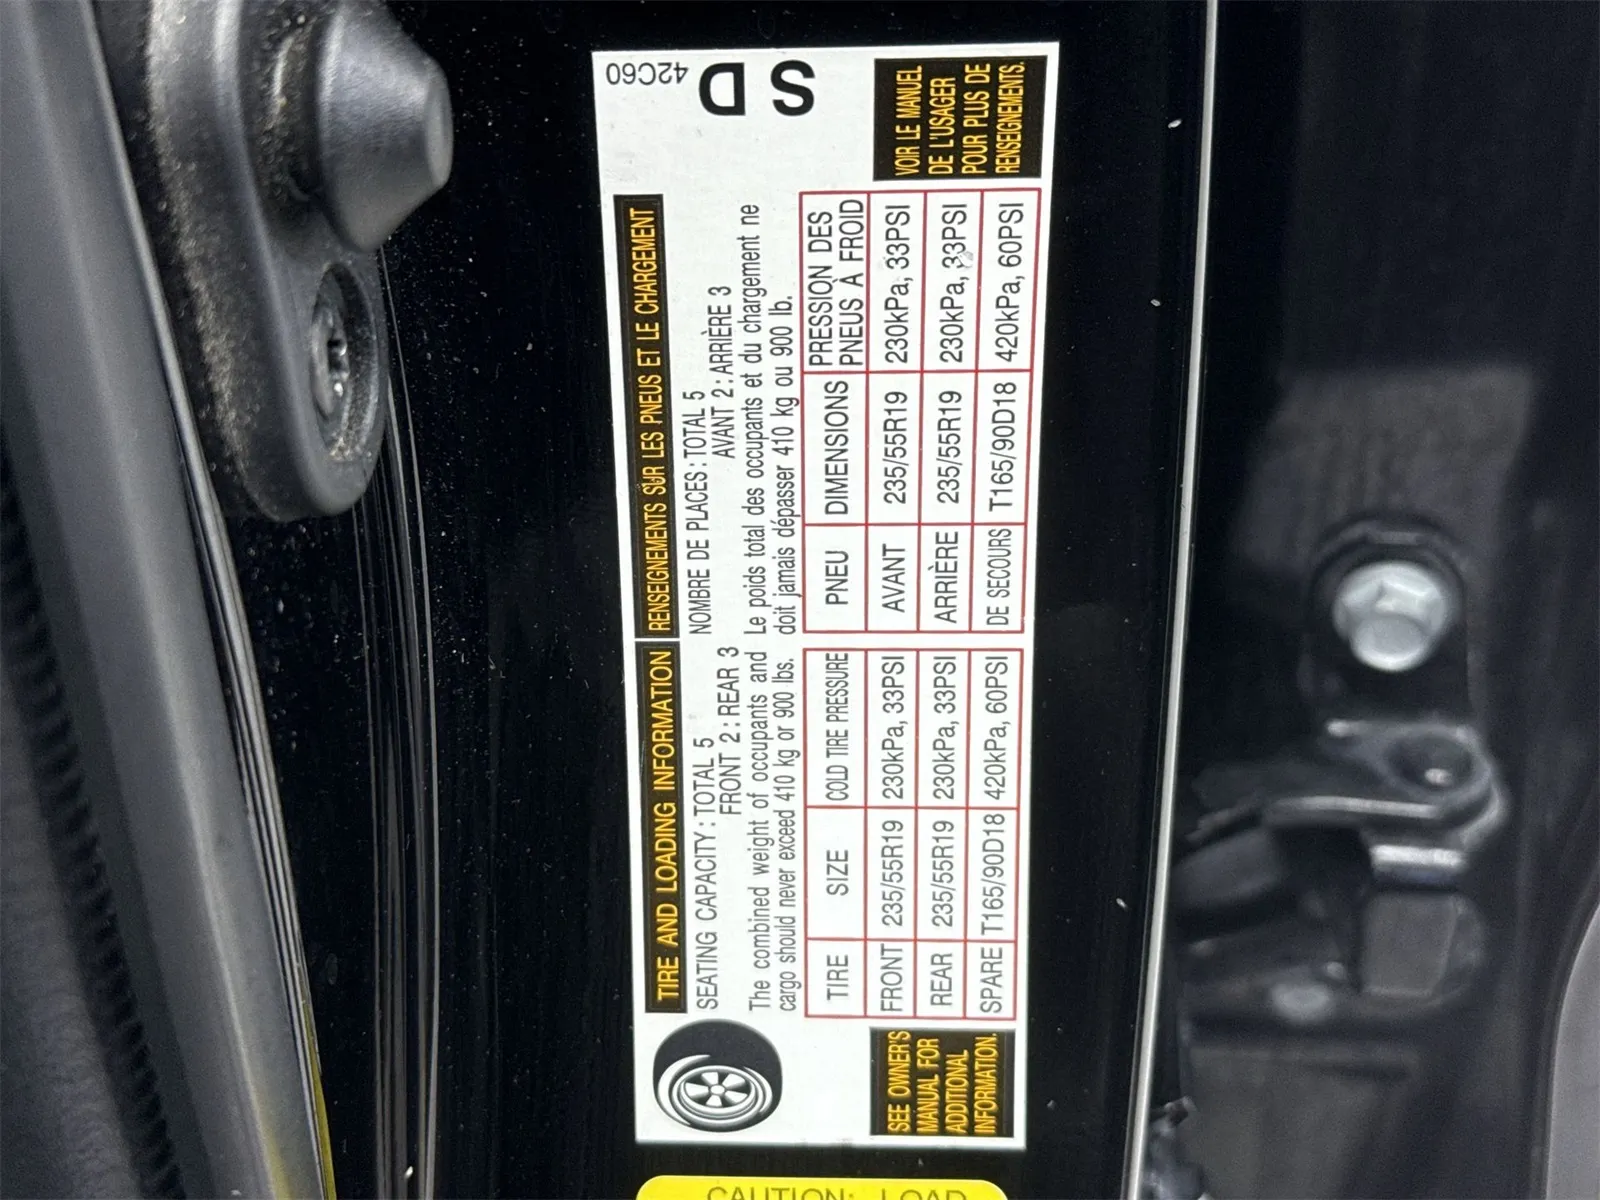 TIRE AND LOADING INFORMATION
SEATING CAPACITY : TOTAL 5
FRONT 2 : REAR 3
The combined weight of occupants and
cargo should never exceed 410 kg or 900 lbs.
TIRE SIZE COLD TIRE PRESSURE
FRONT 235/55R19 230kPa, 33PSI
REAR 235/55R19 230kPa, 33PSI
SPARE T165/90D18 420kPa, 60PSI
SEE OWNER'S
MANUAL FOR
ADDITIONAL
INFORMATION.
RENSEIGNEMENTS SUR LES PNEUS ET LE CHARGEMENT
NOMBRE DE PLACES : TOTAL 5
AVANT 2 : ARRIÈRE 3
Le poids total des occupants et du chargement ne
doit jamais dépasser 410 kg ou 900 lb.
PNEU DIMENSIONS PRESSION DES
PNEUS À FROID
AVANT 235/55R19 230kPa, 33PSI
ARRIÈRE 235/55R19 230kPa, 33PSI
DE SECOURS T165/90D18 420kPa, 60PSI
VOIR LE MANUEL
DE L'USAGER
POUR PLUS DE
RENSEIGNEMENTS.
S D
42C60
CAUTION: LOAD